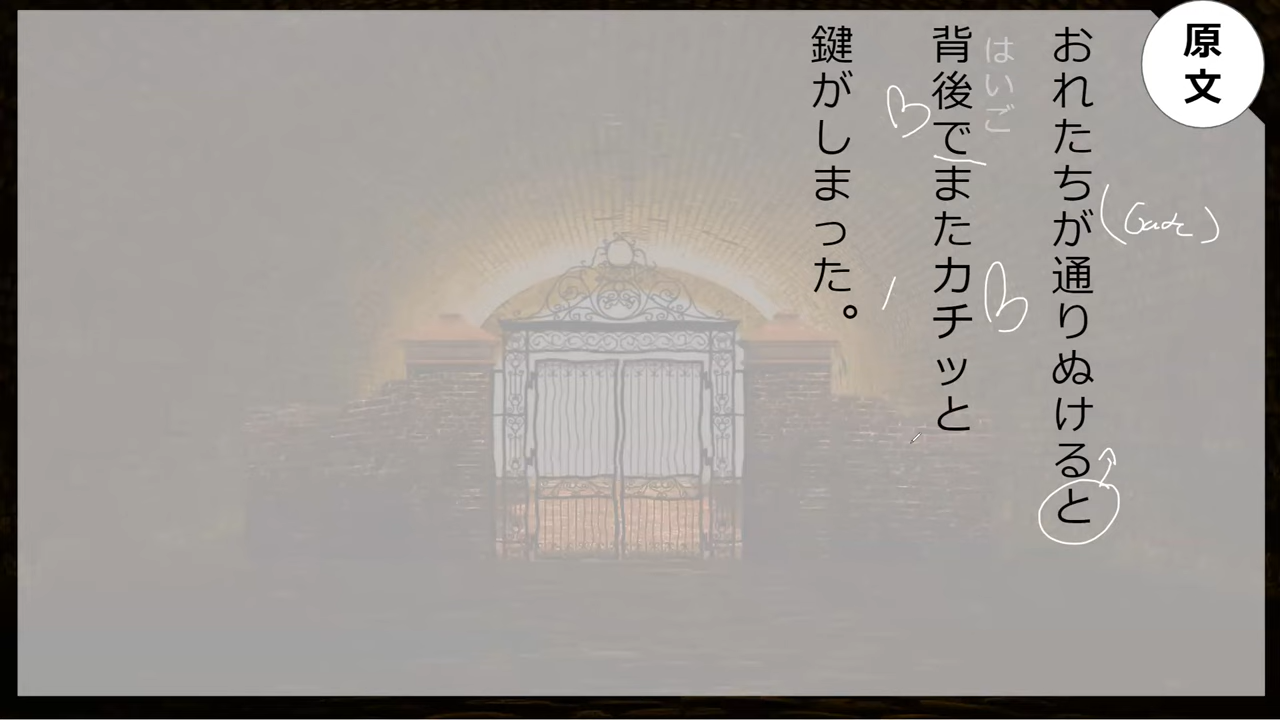 原文
おれたちが通りぬけると
(Gate)
はいご
背後でまたカチッと
鍵がしまった。